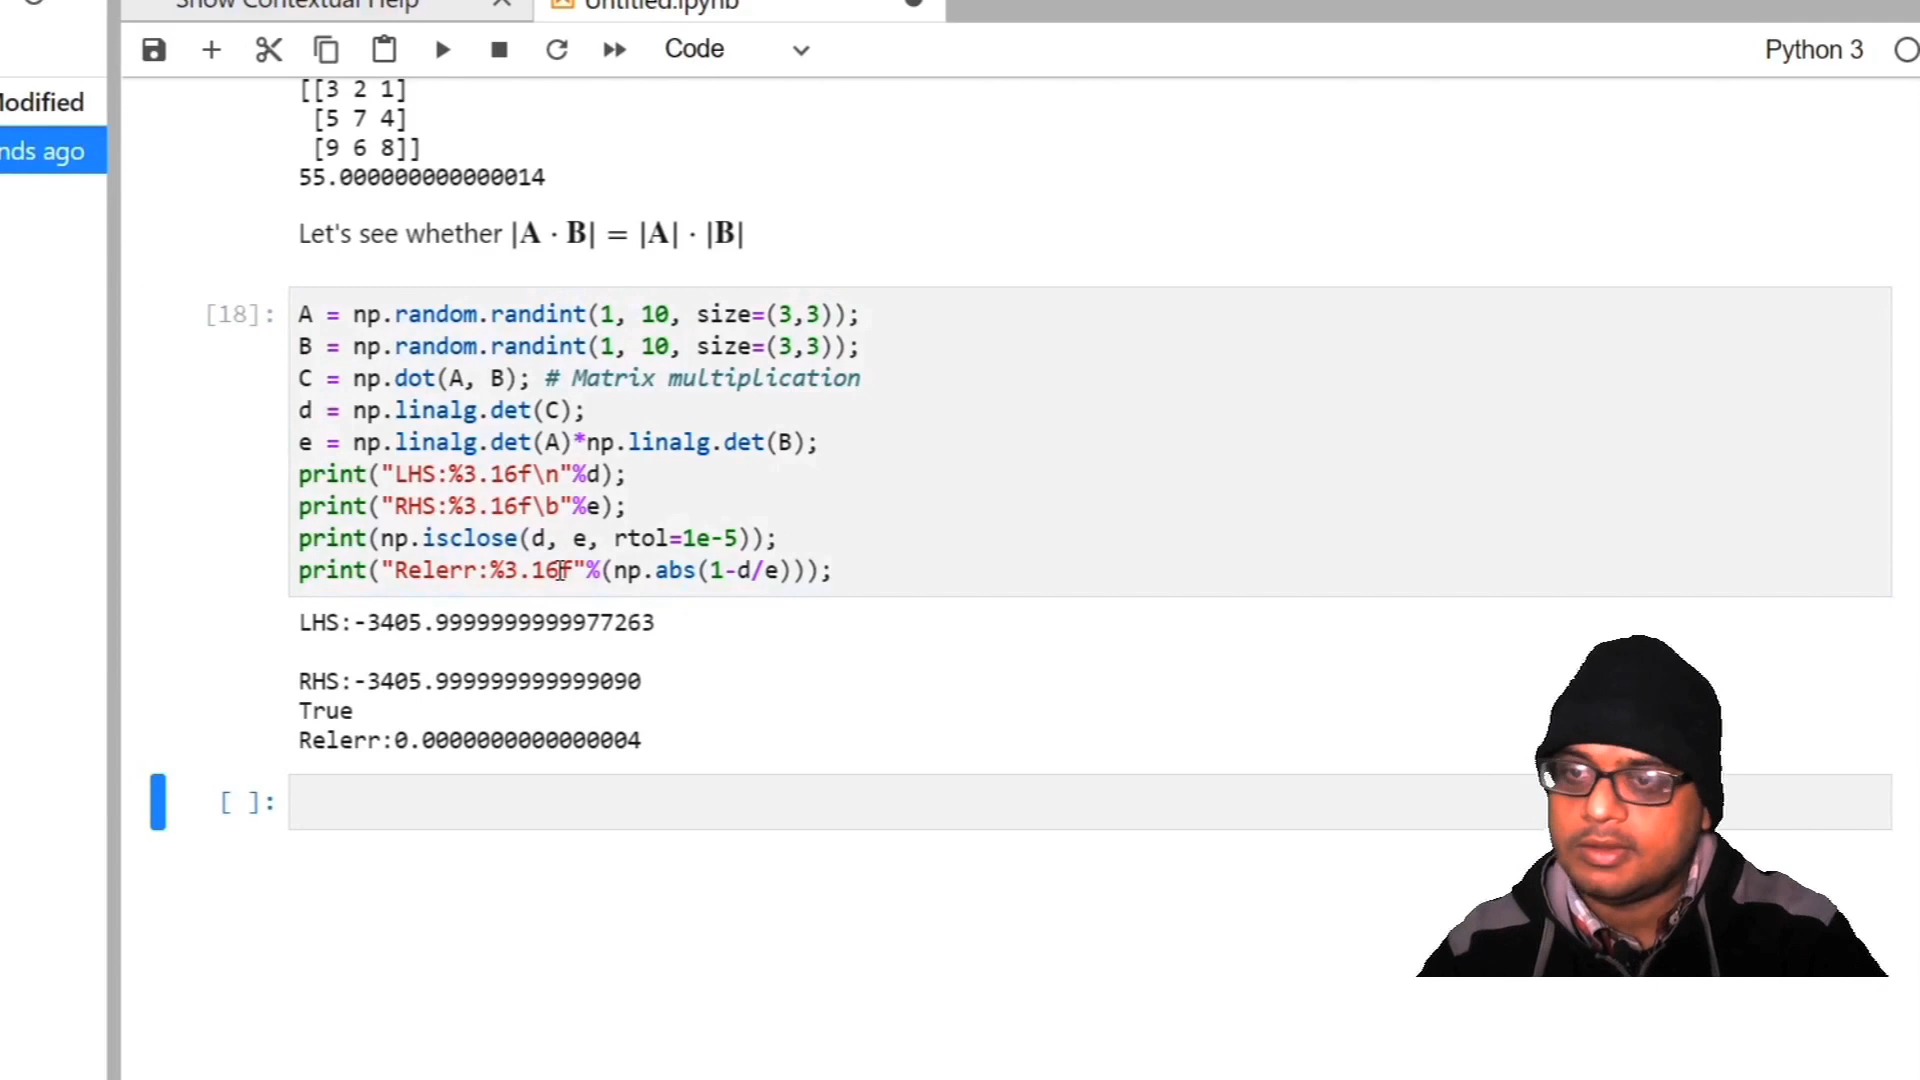 Show Contextual Help
Untitled.ipynb
Code
Python 3
Modified
nds ago
[[3 2 1]
[5 7 4]
[9 6 8]]
55.000000000000014
Let's see whether |A · B| = |A| · |B|
[18]:
A = np.random.randint(1, 10, size=(3,3));
B = np.random.randint(1, 10, size=(3,3));
C = np.dot(A, B); # Matrix multiplication
d = np.linalg.det(C);
e = np.linalg.det(A)*np.linalg.det(B);
print("LHS:%3.16f\n"%d);
print("RHS:%3.16f\b"%e);
print(np.isclose(d, e, rtol=1e-5));
print("Relerr:%3.16f"%(np.abs(1-d/e)));
LHS:-3405.9999999999977263
RHS:-3405.999999999999090
True
Relerr:0.0000000000000004
[ ]: